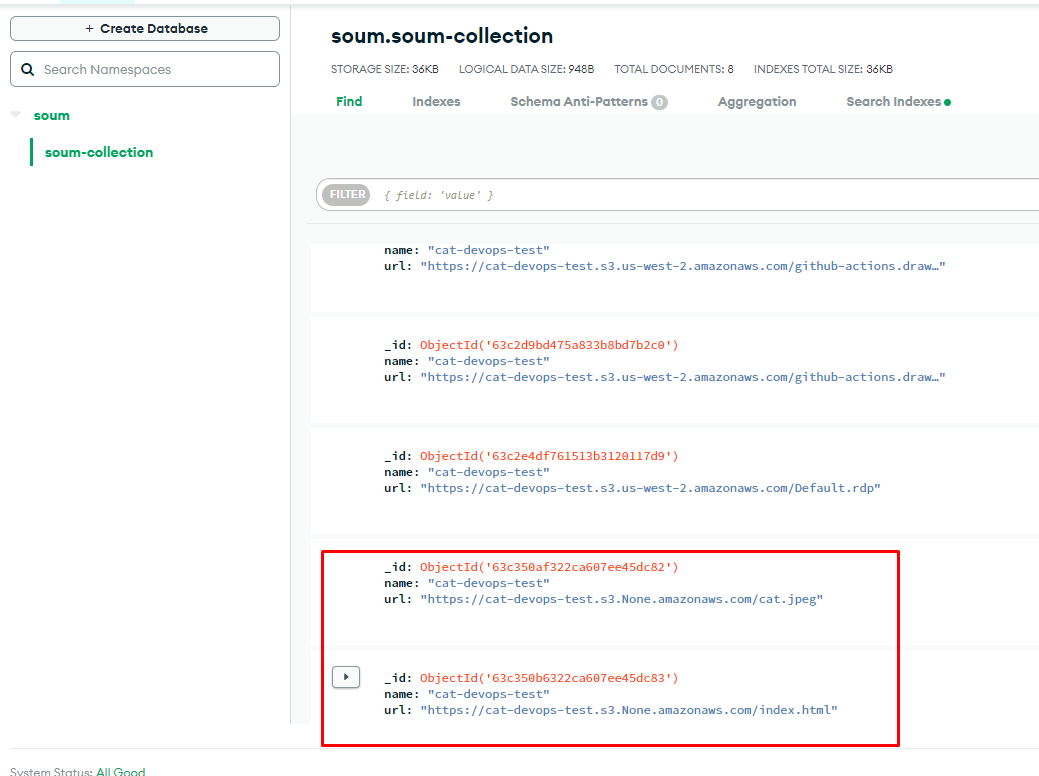 + Create Database
Search Namespaces
soum
soum-collection
soum.soum-collection
STORAGE SIZE: 36KB LOGICAL DATA SIZE: 948B TOTAL DOCUMENTS: 8 INDEXES TOTAL SIZE: 36KB
Find Indexes Schema Anti-Patterns 0 Aggregation Search Indexes
FILTER { field: 'value' }
name: "cat-devops-test"
url: "https://cat-devops-test.s3.us-west-2.amazonaws.com/github-actions.draw…"
_id: ObjectId('63c2d9bd475a833b8bd7b2c0')
name: "cat-devops-test"
url: "https://cat-devops-test.s3.us-west-2.amazonaws.com/github-actions.draw…"
_id: ObjectId('63c2e4df761513b3120117d9')
name: "cat-devops-test"
url: "https://cat-devops-test.s3.us-west-2.amazonaws.com/Default.rdp"
_id: ObjectId('63c350af322ca607ee45dc82')
name: "cat-devops-test"
url: "https://cat-devops-test.s3.None.amazonaws.com/cat.jpeg"
_id: ObjectId('63c350b6322ca607ee45dc83')
name: "cat-devops-test"
url: "https://cat-devops-test.s3.None.amazonaws.com/index.html"
System Status: All Good